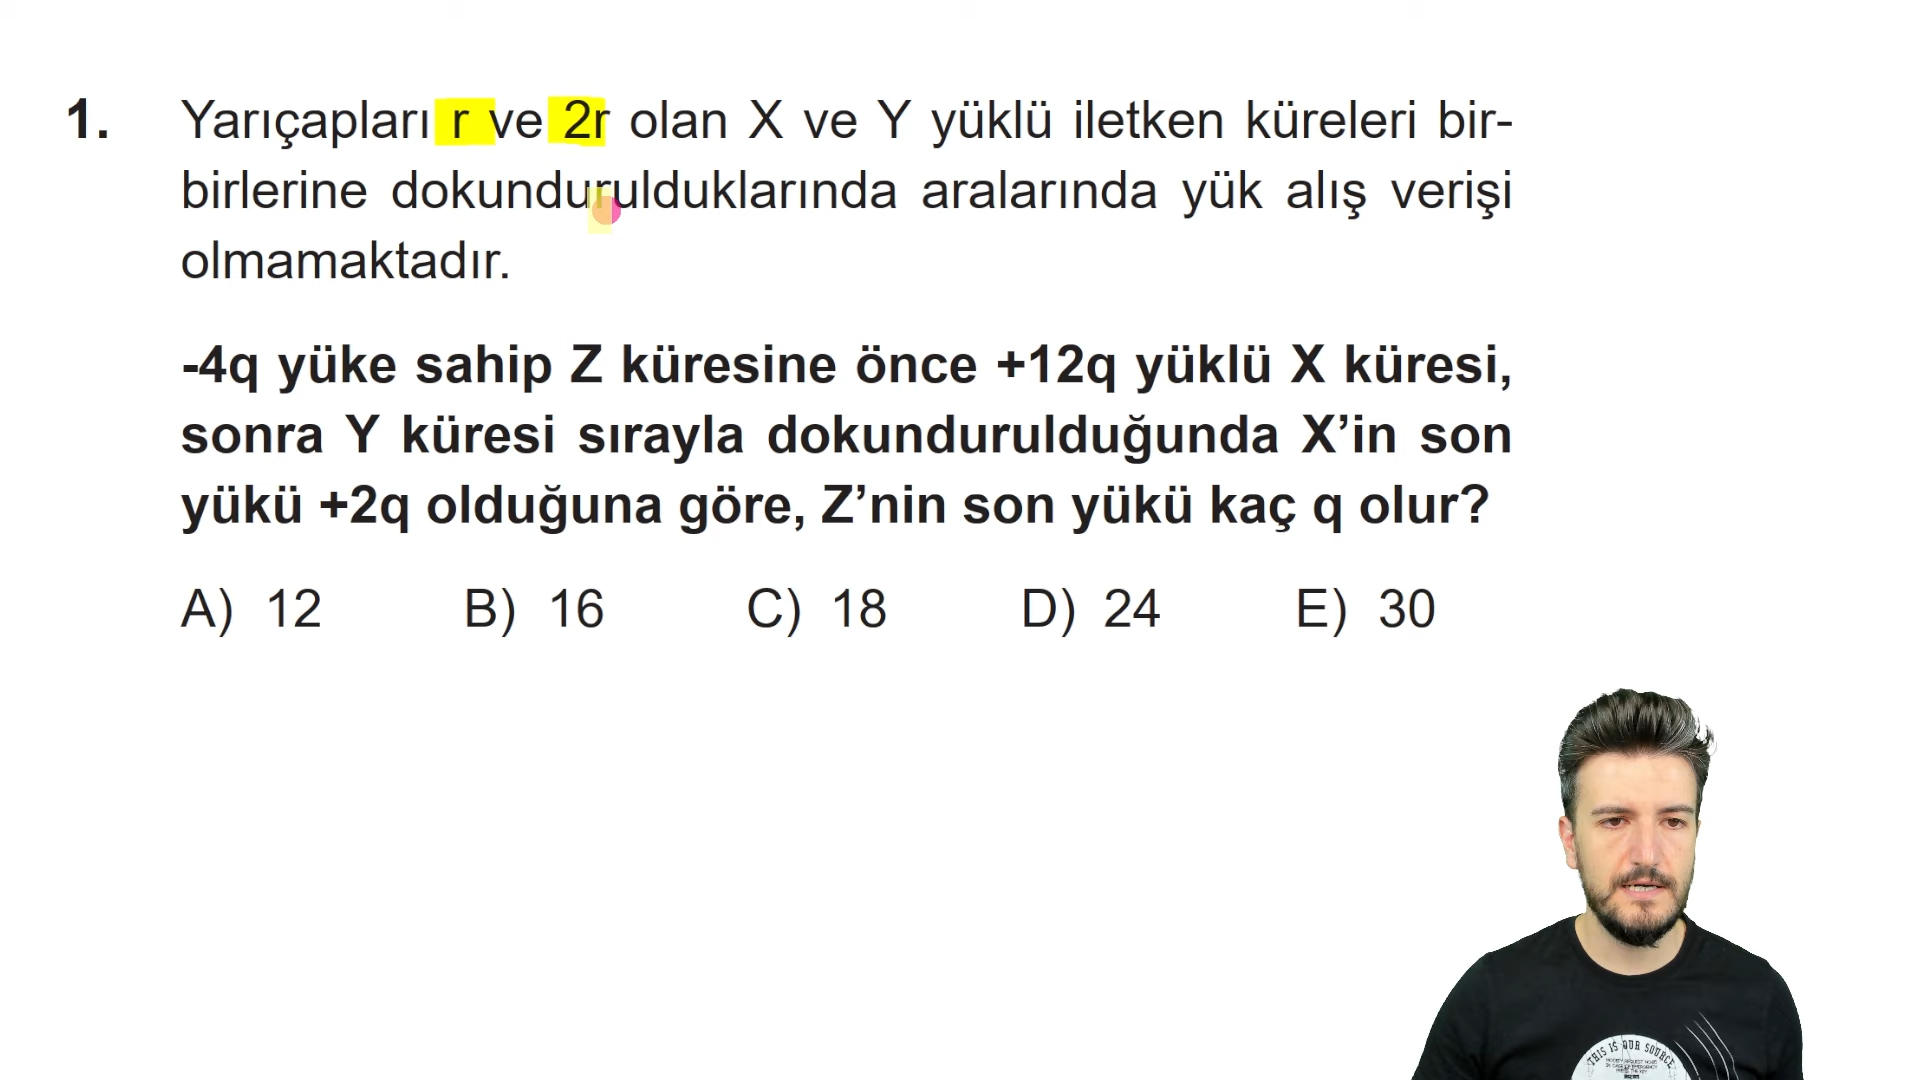 1. Yarıçapları r ve 2r olan X ve Y yüklü iletken küreleri bir-
birlerine dokundurulduklarında aralarında yük alış verişi
olmamaktadır.
-4q yüke sahip Z küresine önce +12q yüklü X küresi,
sonra Y küresi sırayla dokundurulduğunda X’in son
yükü +2q olduğuna göre, Z’nin son yükü kaç q olur?
A) 12 B) 16 C) 18 D) 24 E) 30
THIS IS OUR SOURCE